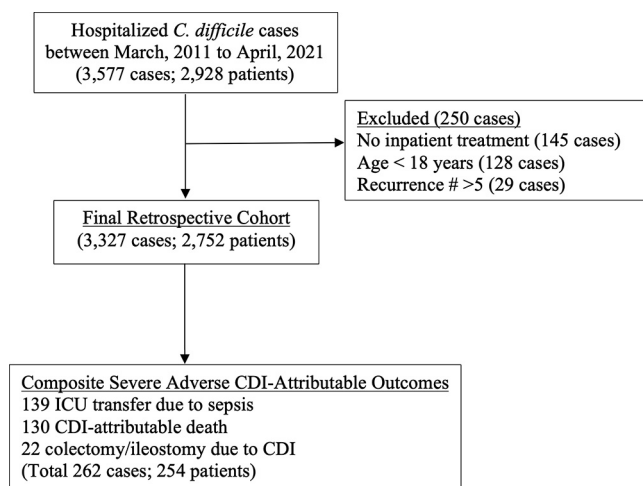 Hospitalized C. difficile cases
between March, 2011 to April, 2021
(3,577 cases; 2,928 patients)
Excluded (250 cases)
No inpatient treatment (145 cases)
Age < 18 years (128 cases)
Recurrence # >5 (29 cases)
Final Retrospective Cohort
(3,327 cases; 2,752 patients)
Composite Severe Adverse CDI-Attributable Outcomes
139 ICU transfer due to sepsis
130 CDI-attributable death
22 colectomy/ileostomy due to CDI
(Total 262 cases; 254 patients)